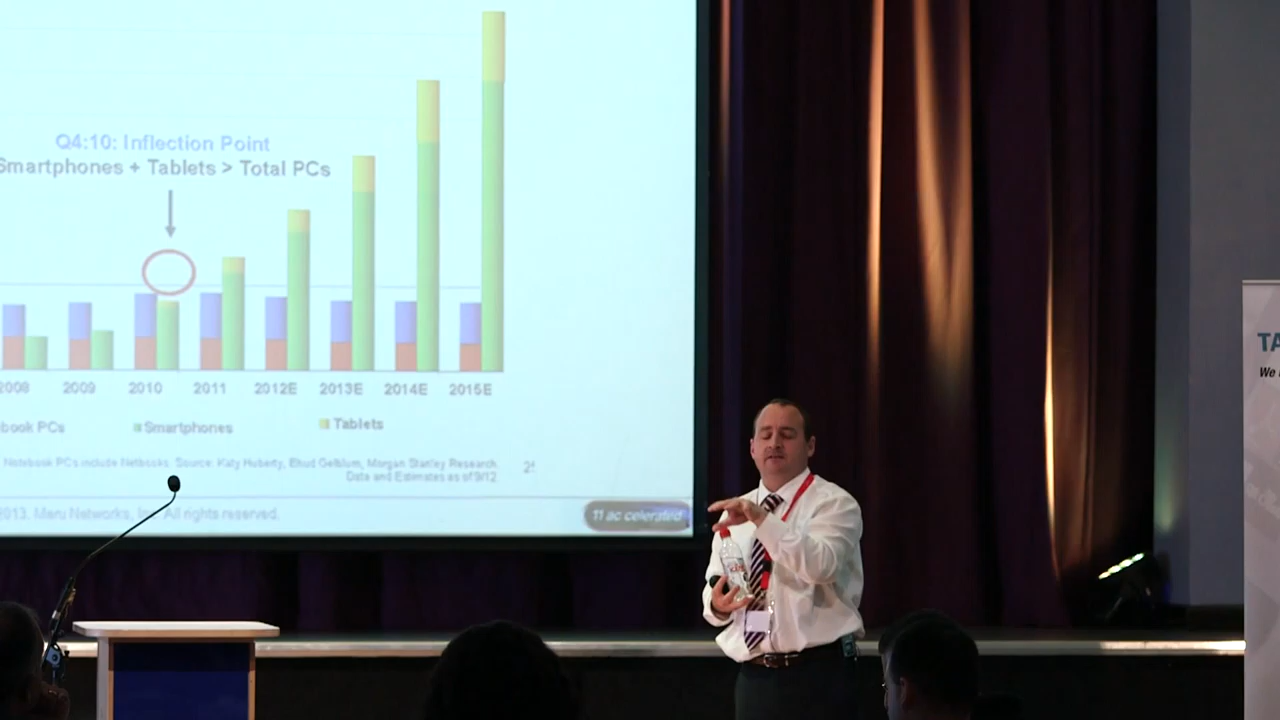 Q4:10: Inflection Point
Smartphones + Tablets > Total PCs
2008 2009 2010 2011 2012E 2013E 2014E 2015E
book PCs Smartphones Tablets
Notebook PCs include Netbooks. Source: Katy Huberty, Ehud Gelblum, Morgan Stanley Research.
Data and Estimates as of 9/12
2013. Meru Networks, Inc. All rights reserved.
11 ac celerated
TA
We